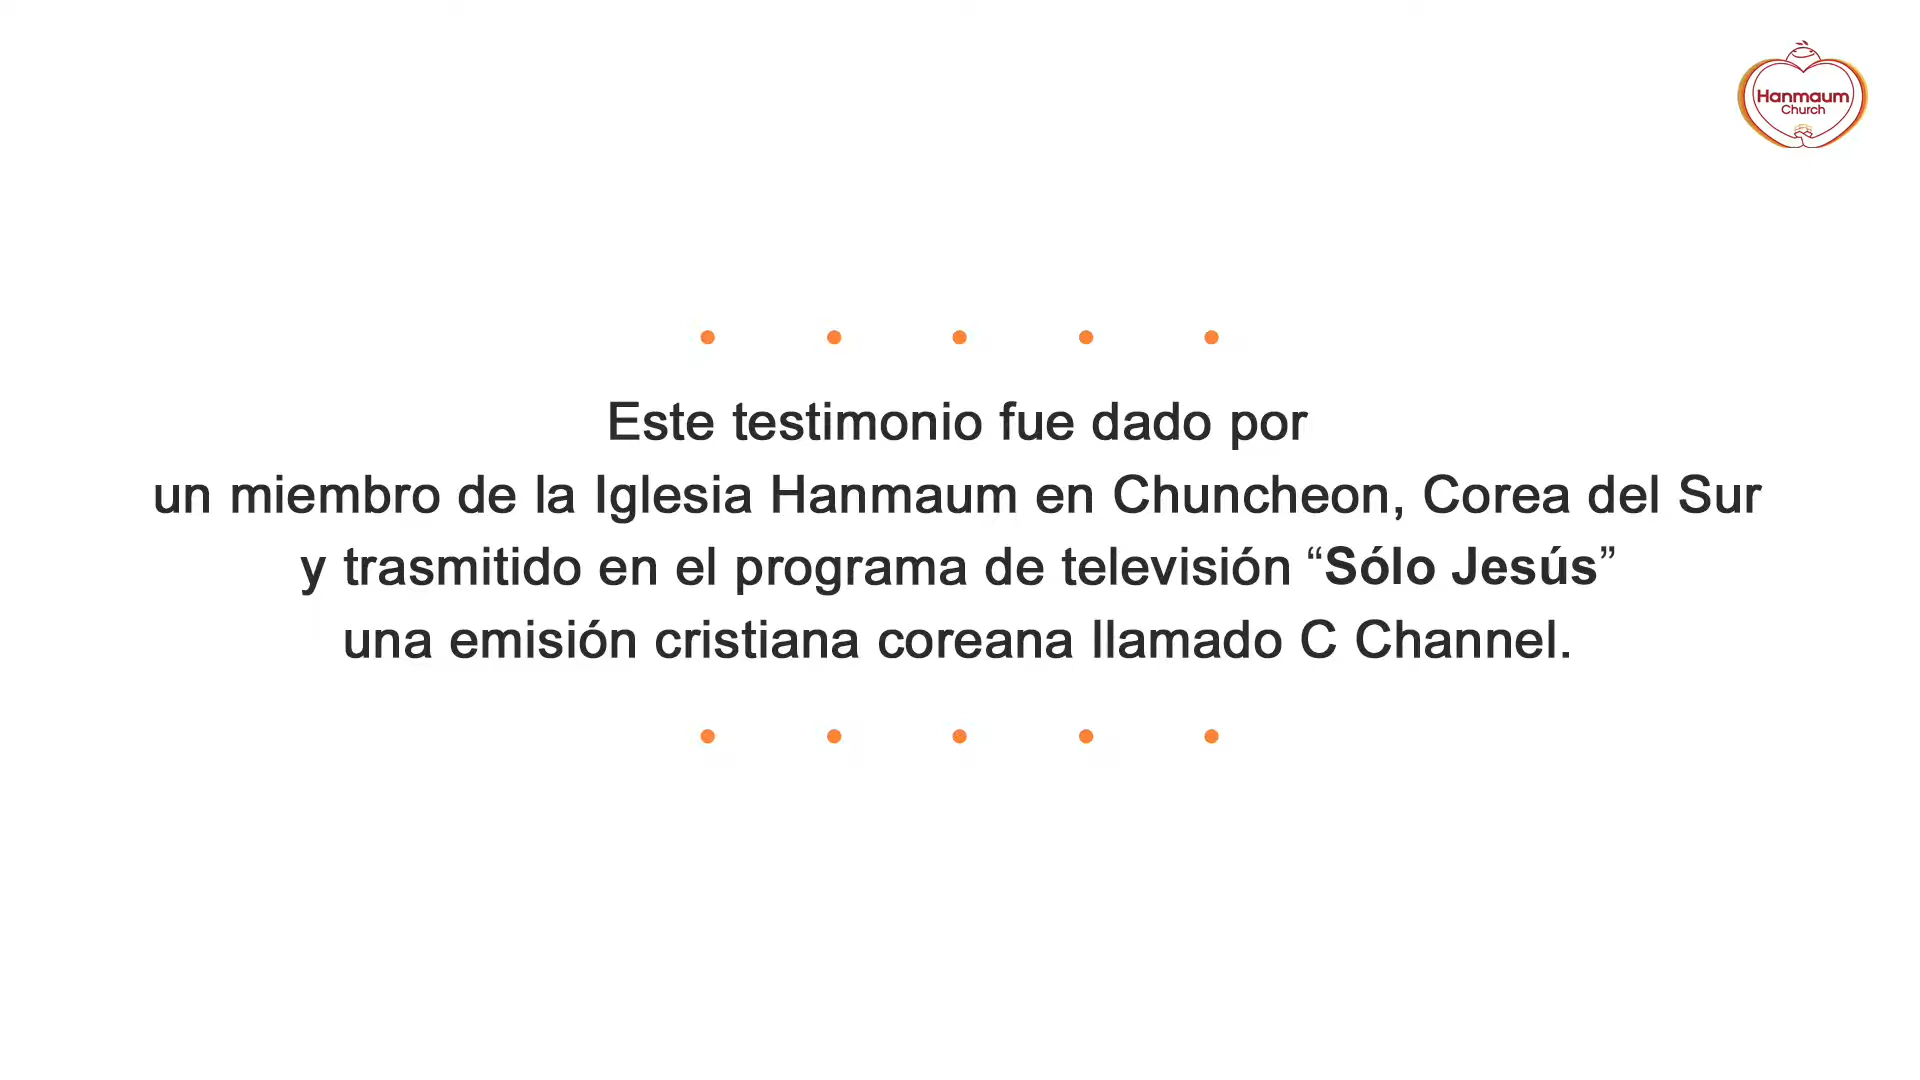 Hanmaum
Church
Este testimonio fue dado por
un miembro de la Iglesia Hanmaum en Chuncheon, Corea del Sur
y trasmitido en el programa de televisión “Sólo Jesús”
una emisión cristiana coreana llamado C Channel.